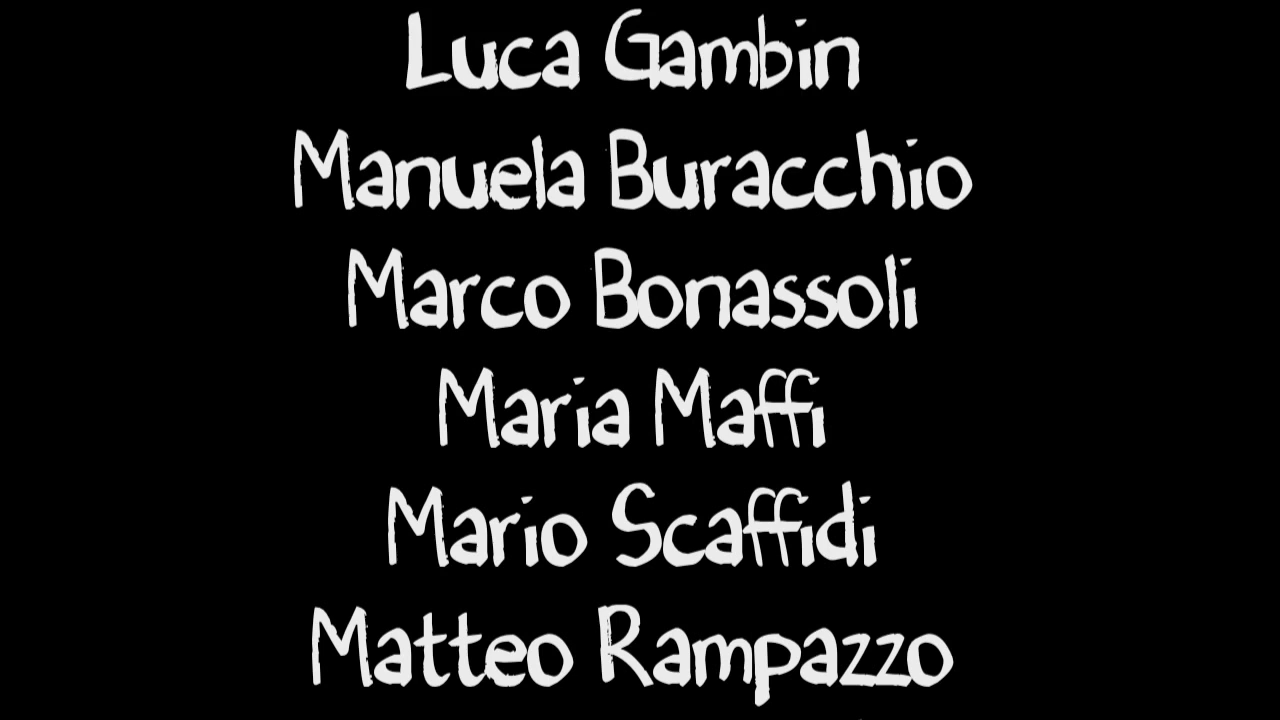 Luca Gambin
Manuela Buracchio
Marco Bonassoli
Maria Maffi
Mario Scaffidi
Matteo Rampazzo